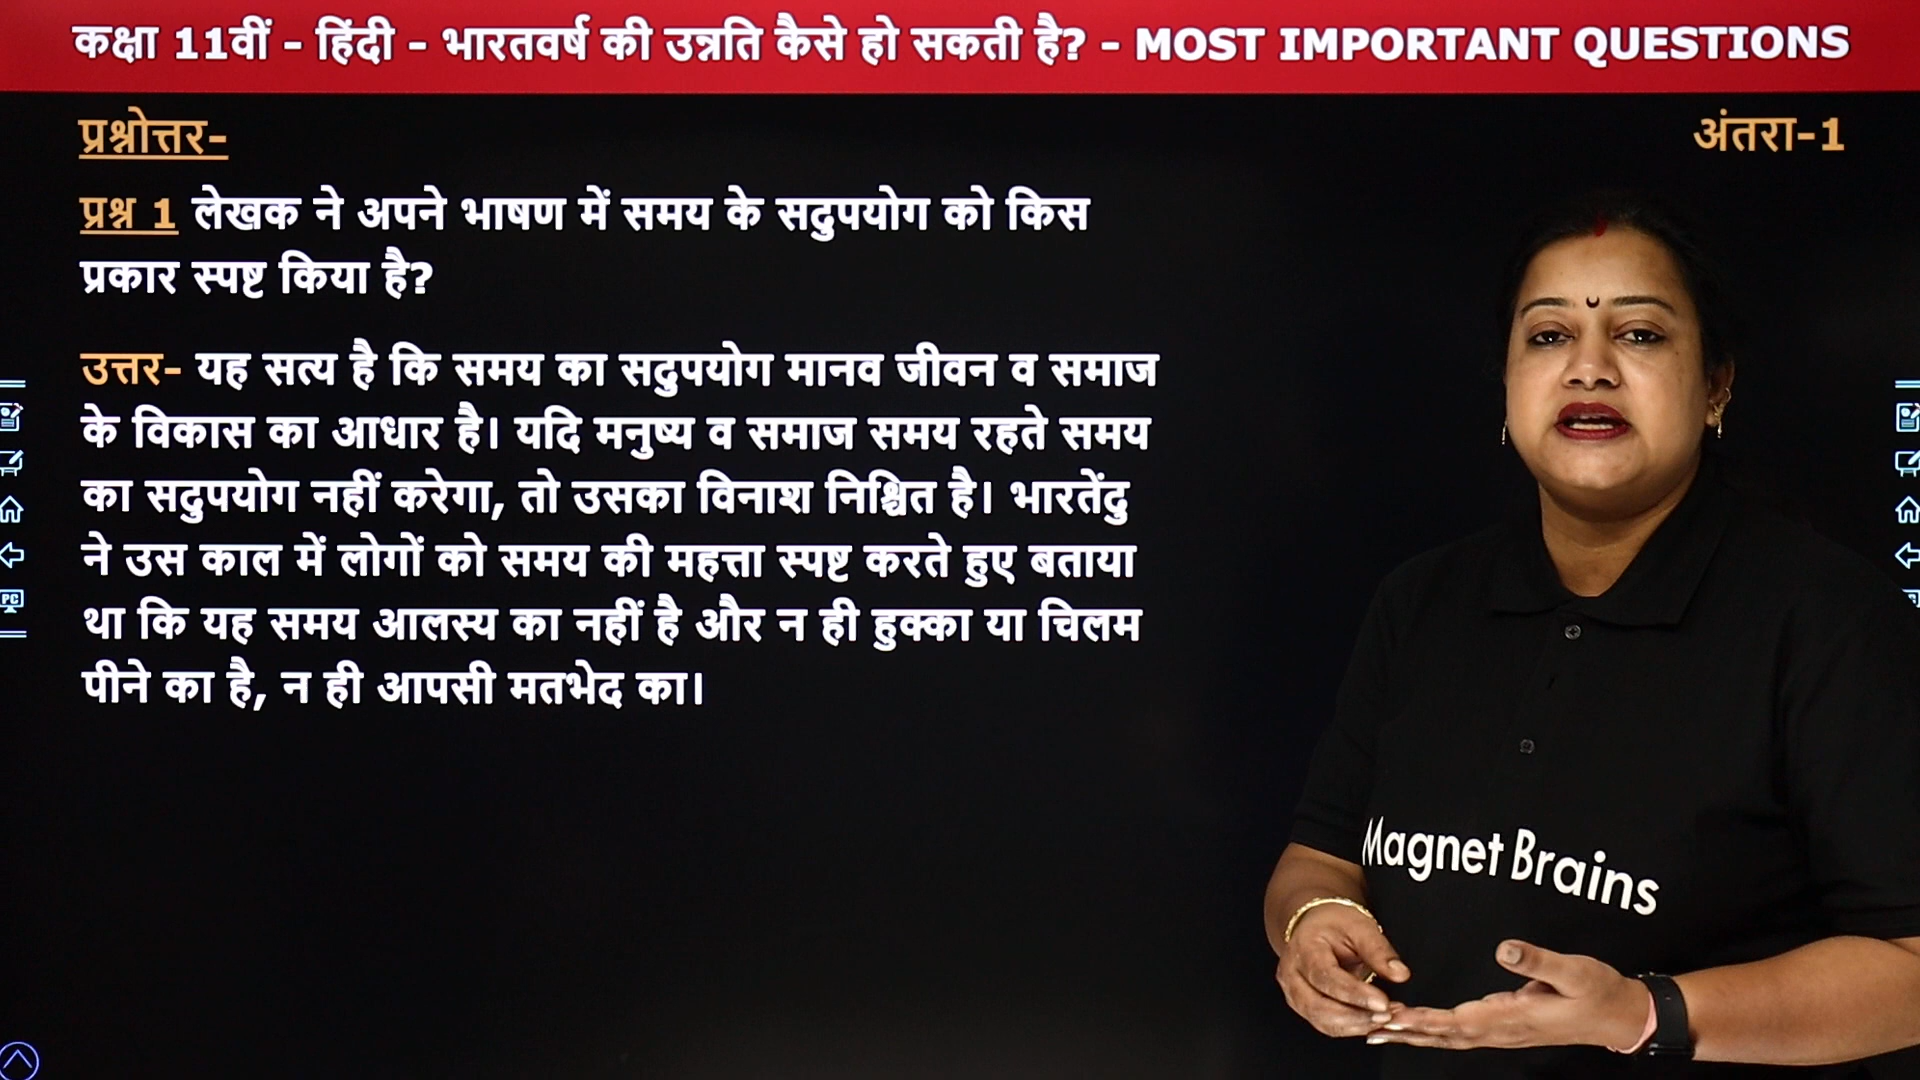 कक्षा 11वीं - हिंदी - भारतवर्ष की उन्नति कैसे हो सकती है? - MOST IMPORTANT QUESTIONS
प्रश्नोत्तर-
अंतरा-1
प्रश्न 1 लेखक ने अपने भाषण में समय के सदुपयोग को किस
प्रकार स्पष्ट किया है?
उत्तर- यह सत्य है कि समय का सदुपयोग मानव जीवन व समाज
के विकास का आधार है। यदि मनुष्य व समाज समय रहते समय
का सदुपयोग नहीं करेगा, तो उसका विनाश निश्चित है। भारतेंदु
ने उस काल में लोगों को समय की महत्ता स्पष्ट करते हुए बताया
था कि यह समय आलस्य का नहीं है और न ही हुक्का या चिलम
पीने का है, न ही आपसी मतभेद का।
Magnet Brains
PC